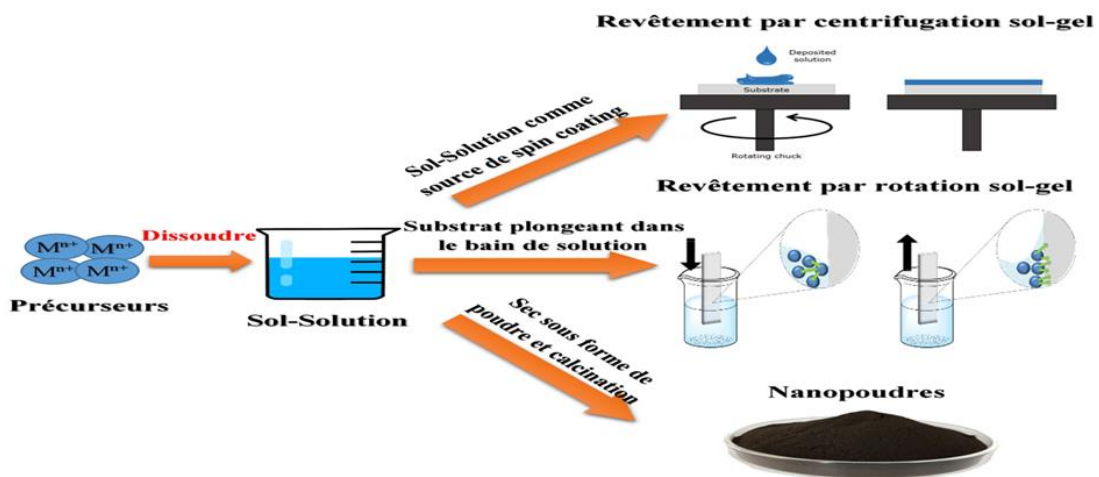 Revêtement par centrifugation sol-gel
Deposited
solution
Substrate
Rotating chuck
Sol-Solution comme
source de spin coating
Revêtement par rotation sol-gel
Mⁿ⁺ Mⁿ⁺
Mⁿ⁺ Mⁿ⁺
Précurseurs
Dissoudre
Sol-Solution
Substrat plongeant dans
le bain de solution
Sec sous forme de
poudre et calcination
Nanopoudres